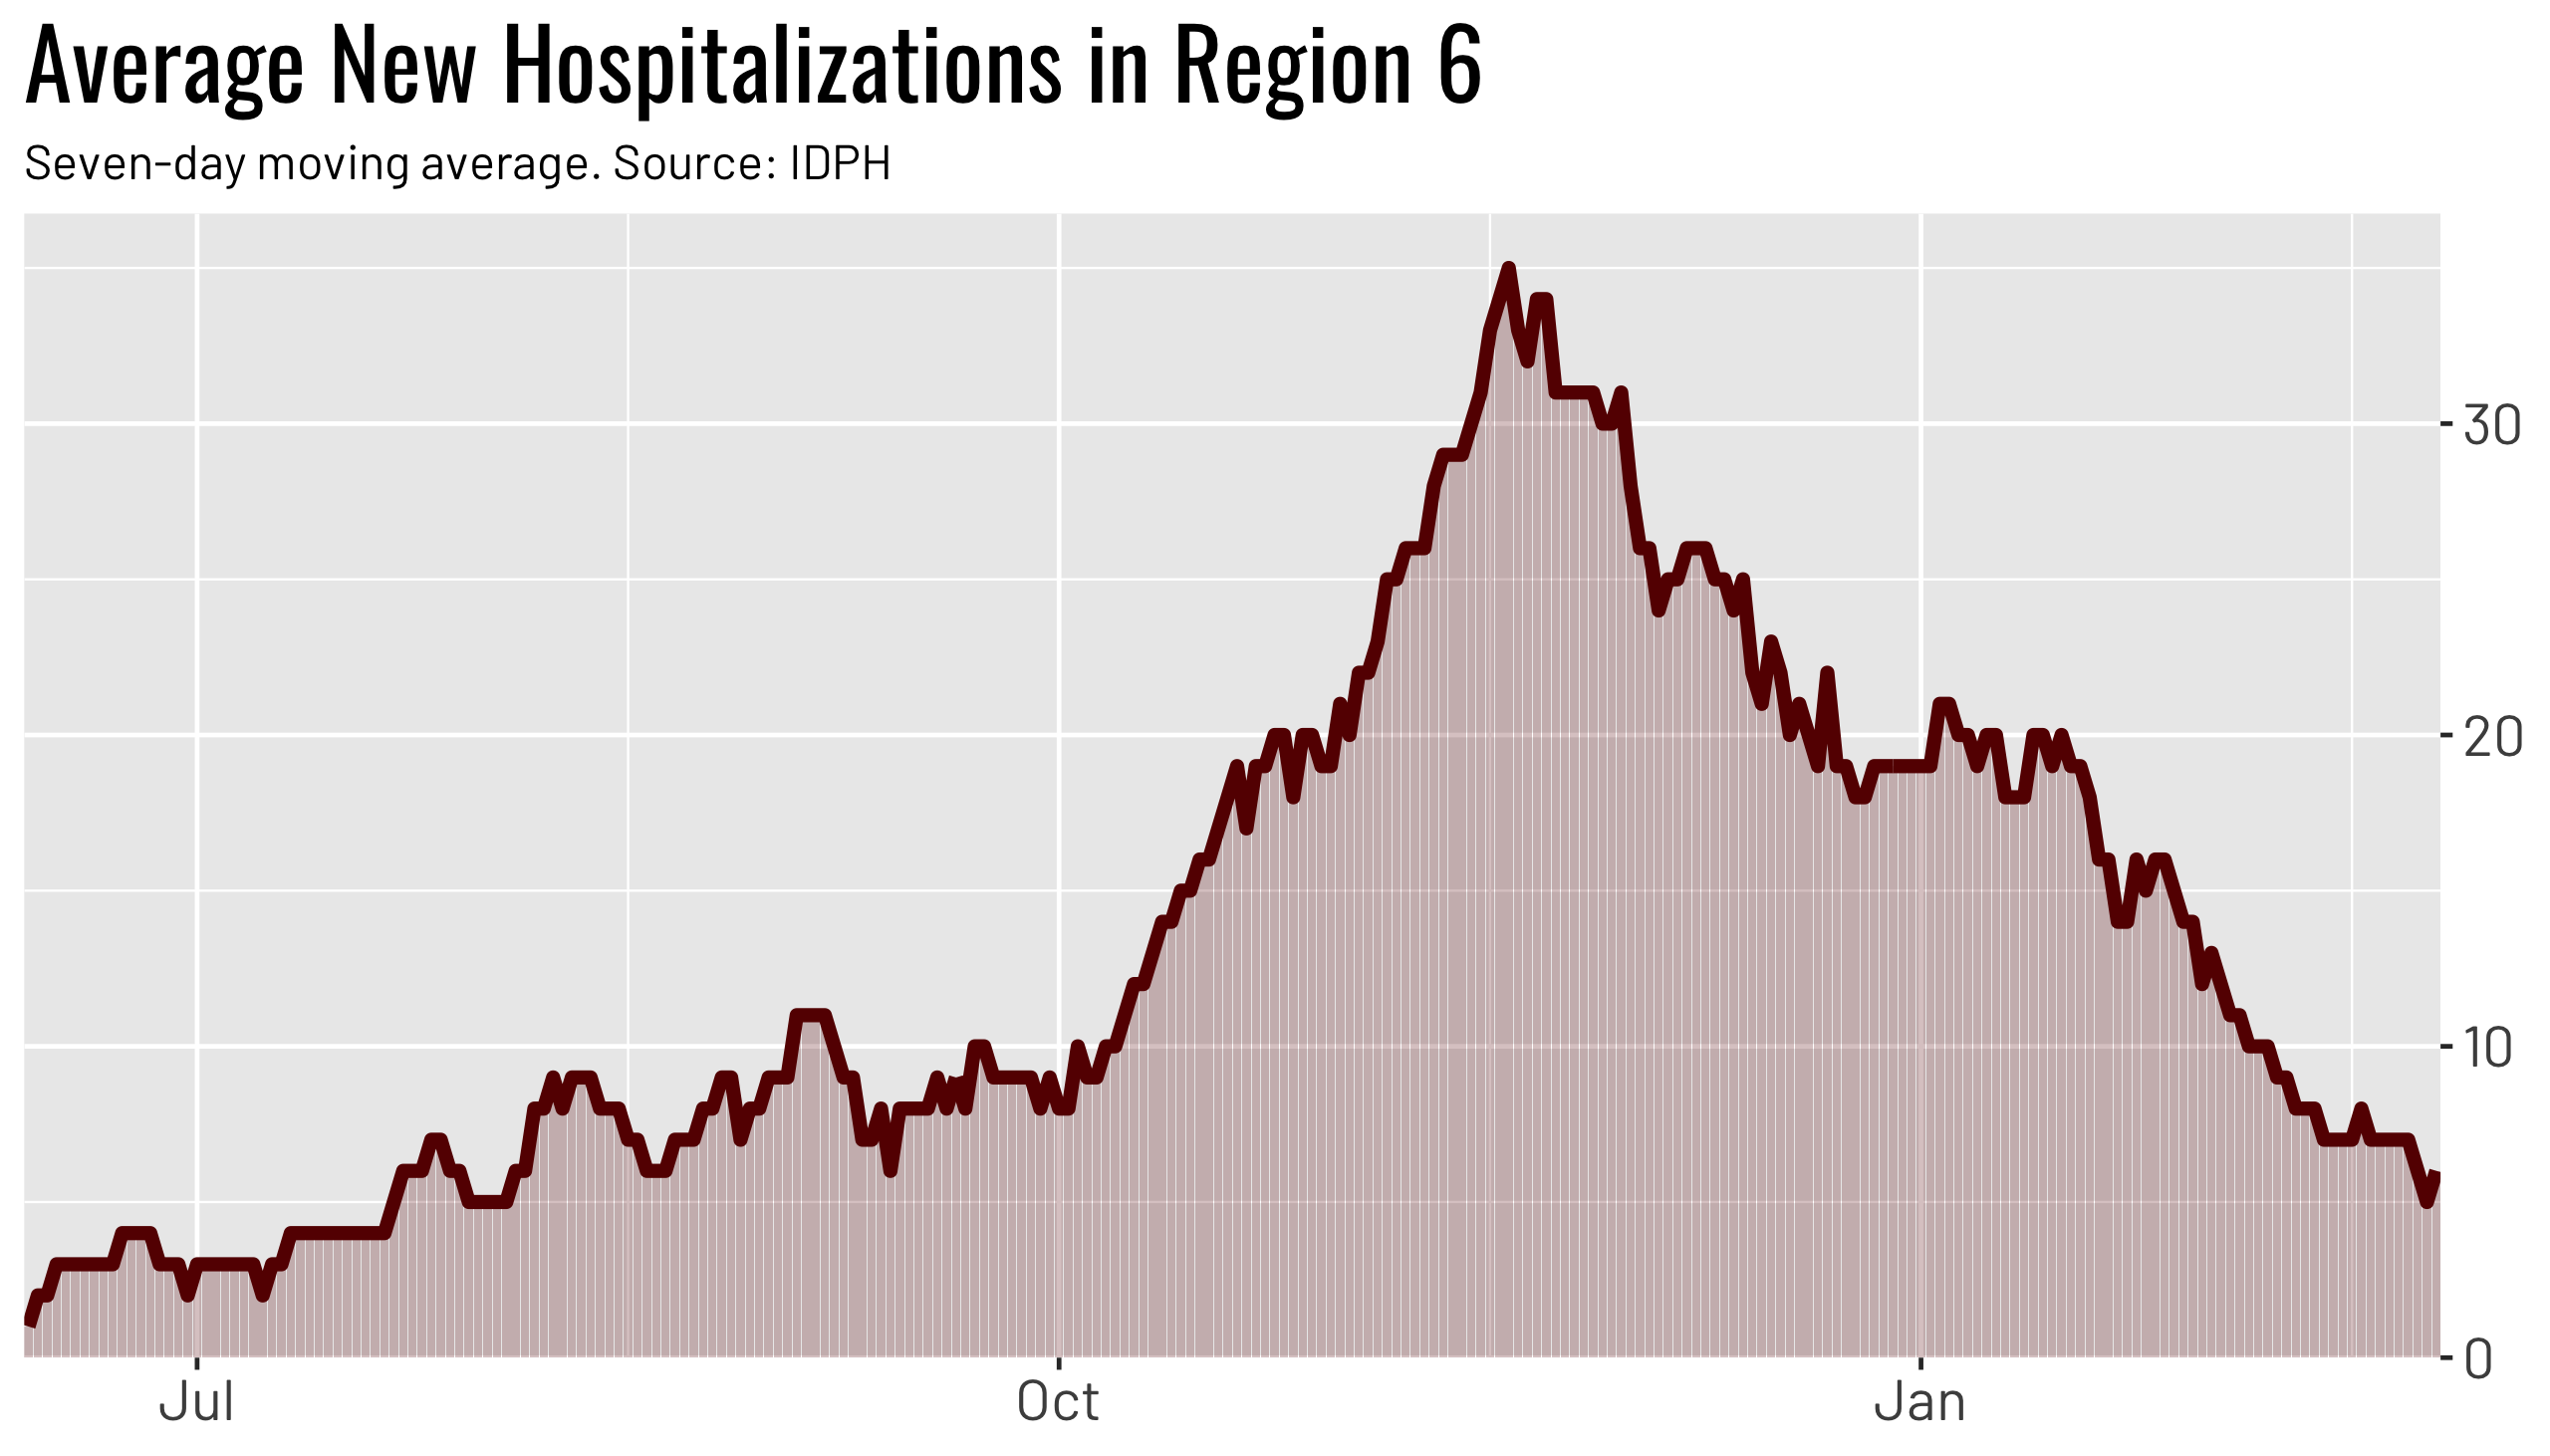 Average New Hospitalizations in Region 6
Seven-day moving average. Source: IDPH
30
20
10
0
Jul Oct Jan